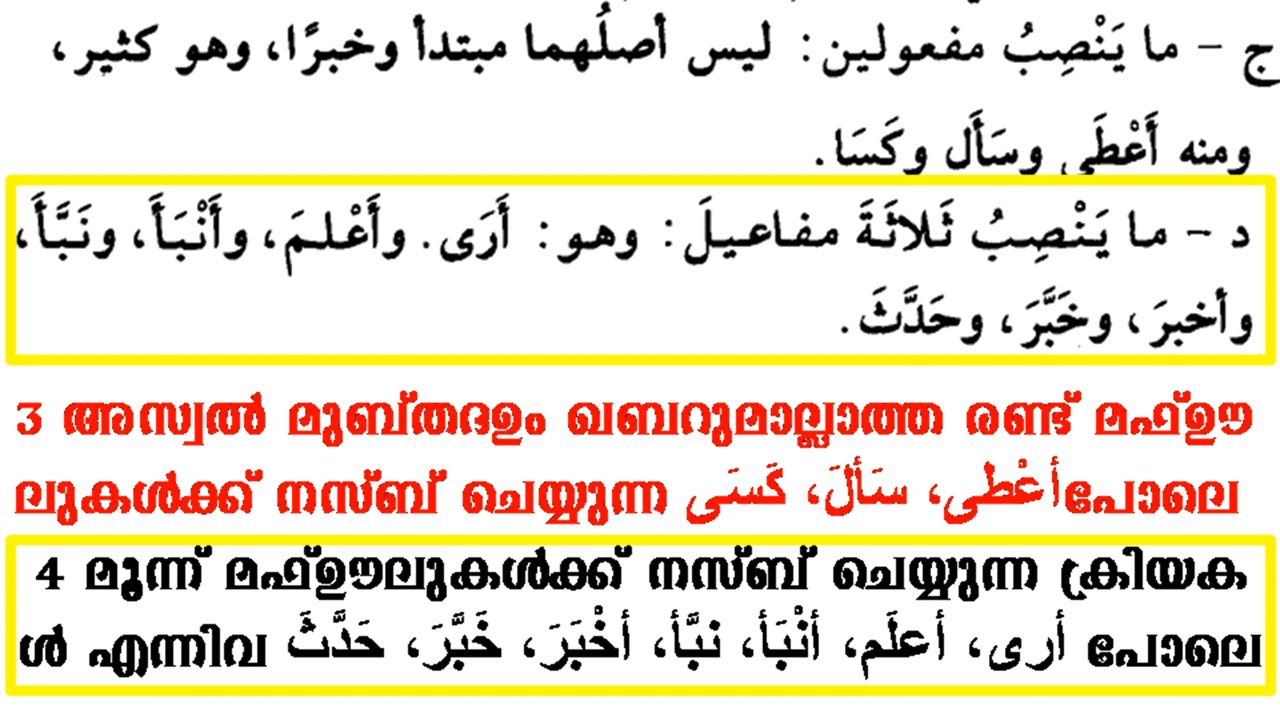 ج - ما يَنْصِبُ مفعولين: ليس أصلُهما مبتدأ وخبرًا، وهو كثير،
ومنه أَعْطَى وسَأَل وكَسَا.
د - ما يَنْصِبُ ثَلاثَةَ مفاعيلَ: وهو: أَرَى. وأَعْلمَ، وأَنْبَأَ، ونَبَّأَ،
وأخبرَ، وخَبَّرَ، وحَدَّثَ.
3 അസ്വൽ മുബ്തദഉം ഖബറുമാല്ലാത്ത രണ്ട് മഫ്ഊ
ലുകൾക്ക് നസ്ബ് ചെയ്യുന്ന أعْطى، سَألَ، كَسَى പോലെ
4 മൂന്ന് മഫ്ഊലുകൾക്ക് നസ്ബ് ചെയ്യുന്ന ക്രിയക
ൾ എന്നിവ أرى، أعلَم، أنْبَأ، نبَّأ، أخْبَرَ، خَبَّرَ، حَدَّثَ പോലെ